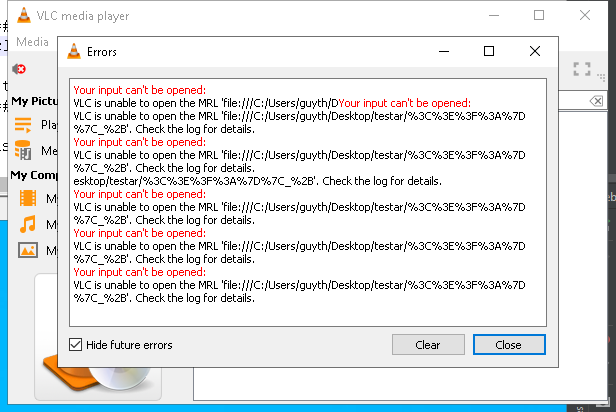 VLC media player
Media
Errors
My Pictu
Pla
Me
My Comp
My
My
My
Your input can't be opened:
VLC is unable to open the MRL 'file:///C:/Users/guyth/DYour input can't be opened:
VLC is unable to open the MRL 'file:///C:/Users/guyth/Desktop/testar/%3C%3E%3F%3A%7D
%7C_%2B'. Check the log for details.
Your input can't be opened:
VLC is unable to open the MRL 'file:///C:/Users/guyth/Desktop/testar/%3C%3E%3F%3A%7D
%7C_%2B'. Check the log for details.
esktop/testar/%3C%3E%3F%3A%7D%7C_%2B'. Check the log for details.
Your input can't be opened:
VLC is unable to open the MRL 'file:///C:/Users/guyth/Desktop/testar/%3C%3E%3F%3A%7D
%7C_%2B'. Check the log for details.
Your input can't be opened:
VLC is unable to open the MRL 'file:///C:/Users/guyth/Desktop/testar/%3C%3E%3F%3A%7D
%7C_%2B'. Check the log for details.
Your input can't be opened:
VLC is unable to open the MRL 'file:///C:/Users/guyth/Desktop/testar/%3C%3E%3F%3A%7D
%7C_%2B'. Check the log for details.
Hide future errors
Clear
Close